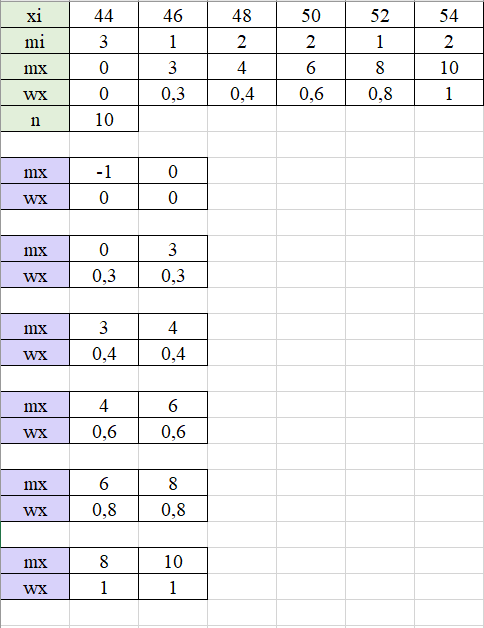 xi 44 46 48 50 52 54
mi 3 1 2 2 1 2
mx 0 3 4 6 8 10
wx 0 0,3 0,4 0,6 0,8 1
n 10
mx -1 0
wx 0 0
mx 0 3
wx 0,3 0,3
mx 3 4
wx 0,4 0,4
mx 4 6
wx 0,6 0,6
mx 6 8
wx 0,8 0,8
mx 8 10
wx 1 1